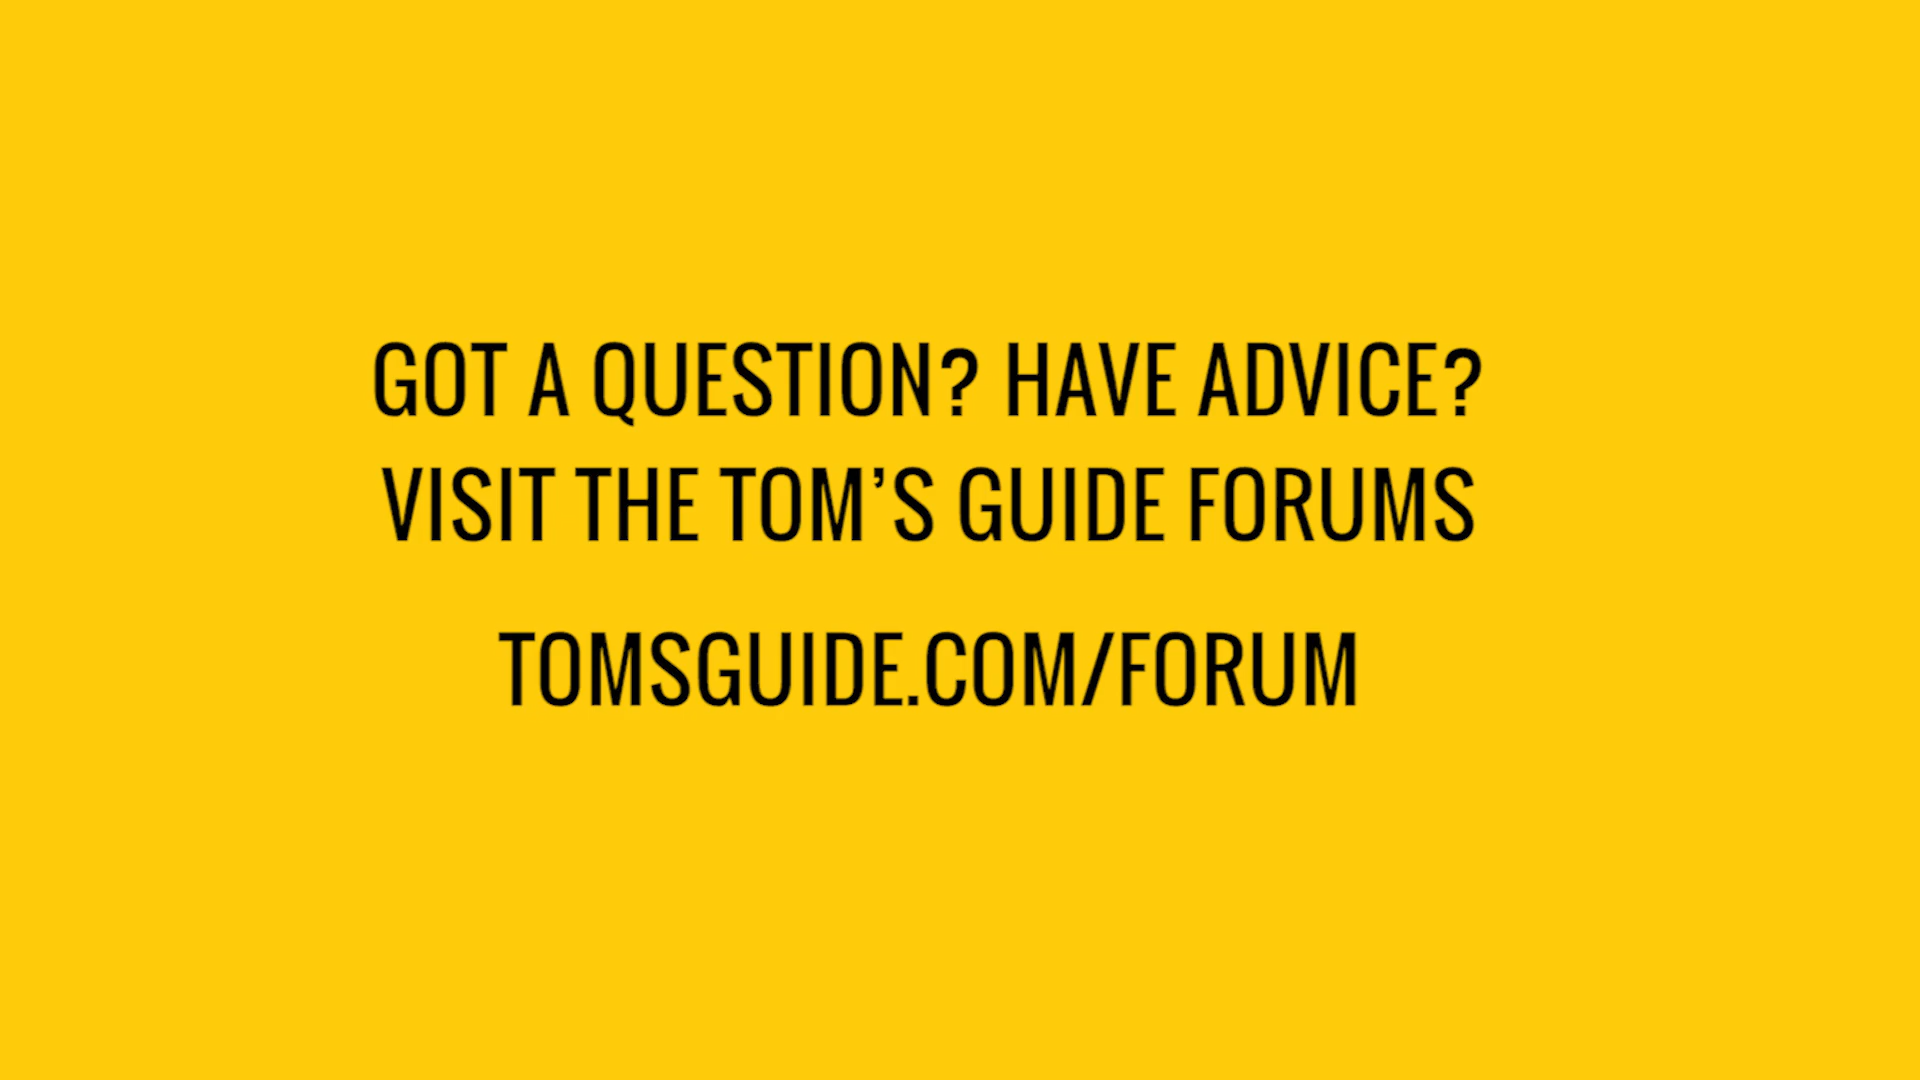 GOT A QUESTION? HAVE ADVICE?
VISIT THE TOM’S GUIDE FORUMS
TOMSGUIDE.COM/FORUM